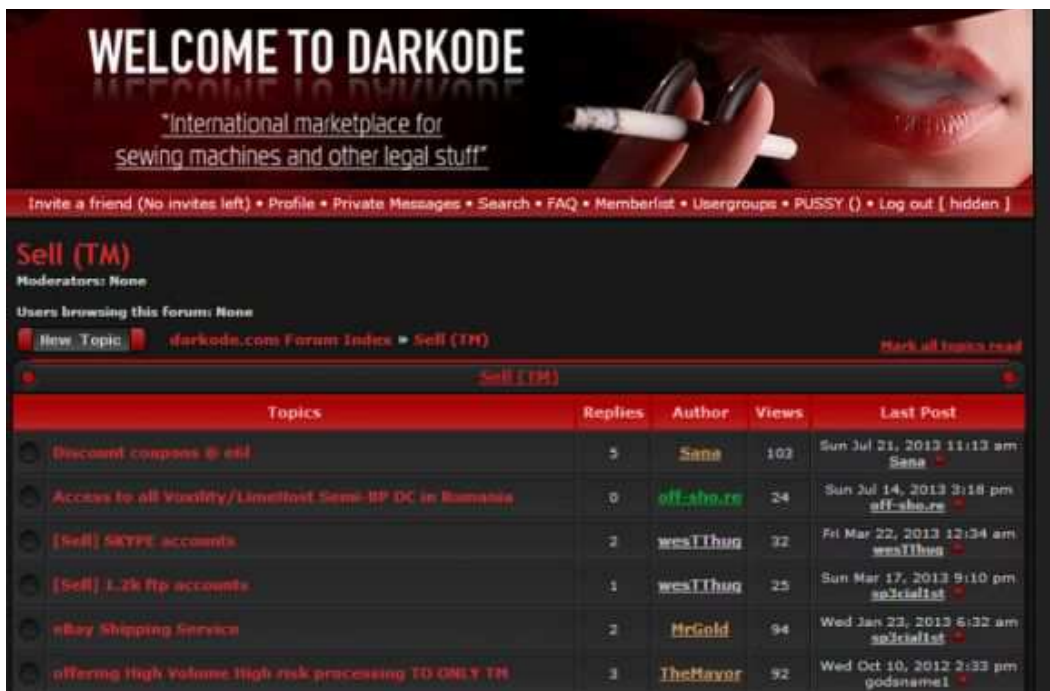 WELCOME TO DARKODE
"International marketplace for
sewing machines and other legal stuff"
Invite a friend (No invites left) • Profile • Private Messages • Search • FAQ • Memberlist • Usergroups • PUSSY () • Log out [ hidden ]
Sell (TM)
Moderators: None
Users browsing this forum: None
New Topic darkode.com Forum Index » Sell (TM)
Mark all topics read
Sell (TM)
Topics Replies Author Views Last Post
Discount coupons @ e6l 5 Sana 103 Sun Jul 21, 2013 11:13 am
Sana
Access to all Voxility/Limehost Semi-BP DC in Romania 0 off-sho.re 24 Sun Jul 14, 2013 3:18 pm
off-sho.re
[Sell] SKYPE accounts 2 wesTThug 32 Fri Mar 22, 2013 12:34 am
wesTThug
[Sell] 1.2k ftp accounts 1 wesTThug 25 Sun Mar 17, 2013 9:10 pm
sp3cial1st
eBay Shipping Service 2 MrGold 94 Wed Jan 23, 2013 6:32 am
sp3cial1st
offering High Volume High risk processing TO ONLY TM 3 TheMayor 92 Wed Oct 10, 2012 2:33 pm
godsname1